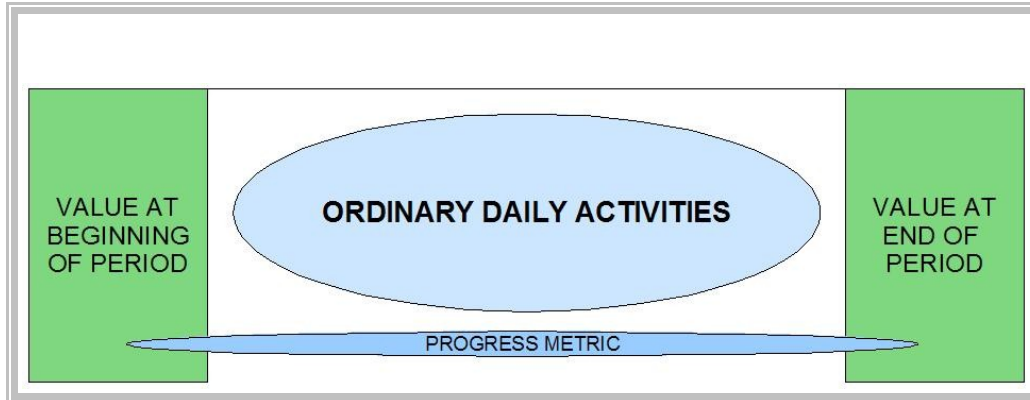 VALUE AT
BEGINNING
OF PERIOD
ORDINARY DAILY ACTIVITIES
VALUE AT
END OF
PERIOD
PROGRESS METRIC